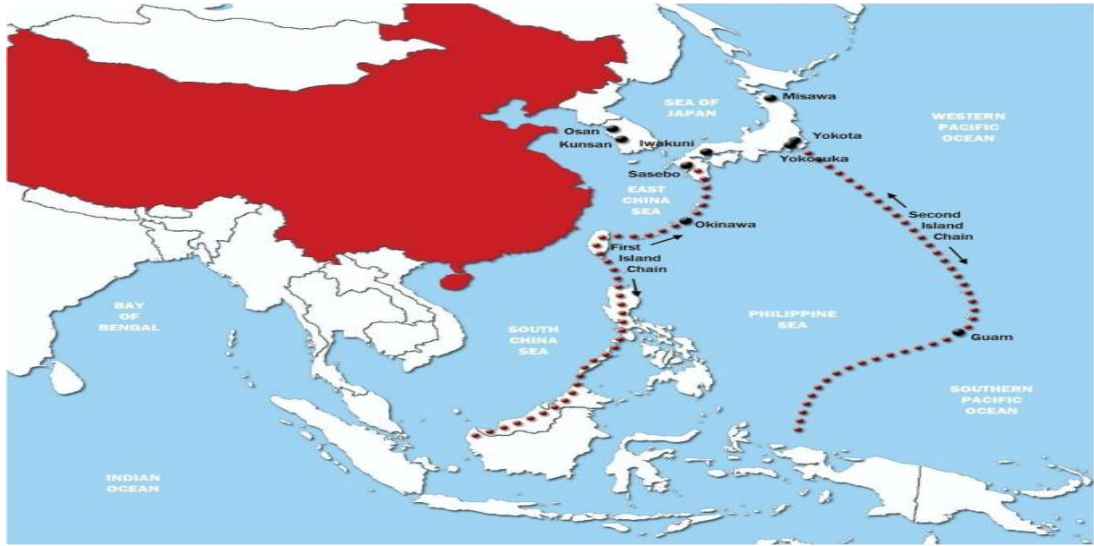 Misawa
SEA OF
JAPAN
WESTERN
PACIFIC
OCEAN
Osan
Kunsan
Iwakuni
Yokota
Yokosuka
Sasebo
EAST
CHINA
SEA
Second
Island
Chain
Okinawa
First
Island
Chain
BAY
OF
BENGAL
PHILIPPINE
SEA
SOUTH
CHINA
SEA
Guam
SOUTHERN
PACIFIC
OCEAN
INDIAN
OCEAN